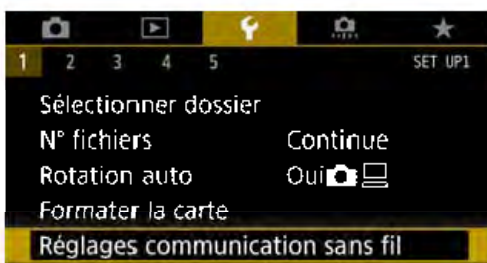 1 2 3 4 5 SET UP1
Sélectionner dossier
N° fichiers Continue
Rotation auto Oui
Formater la carte
Réglages communication sans fil